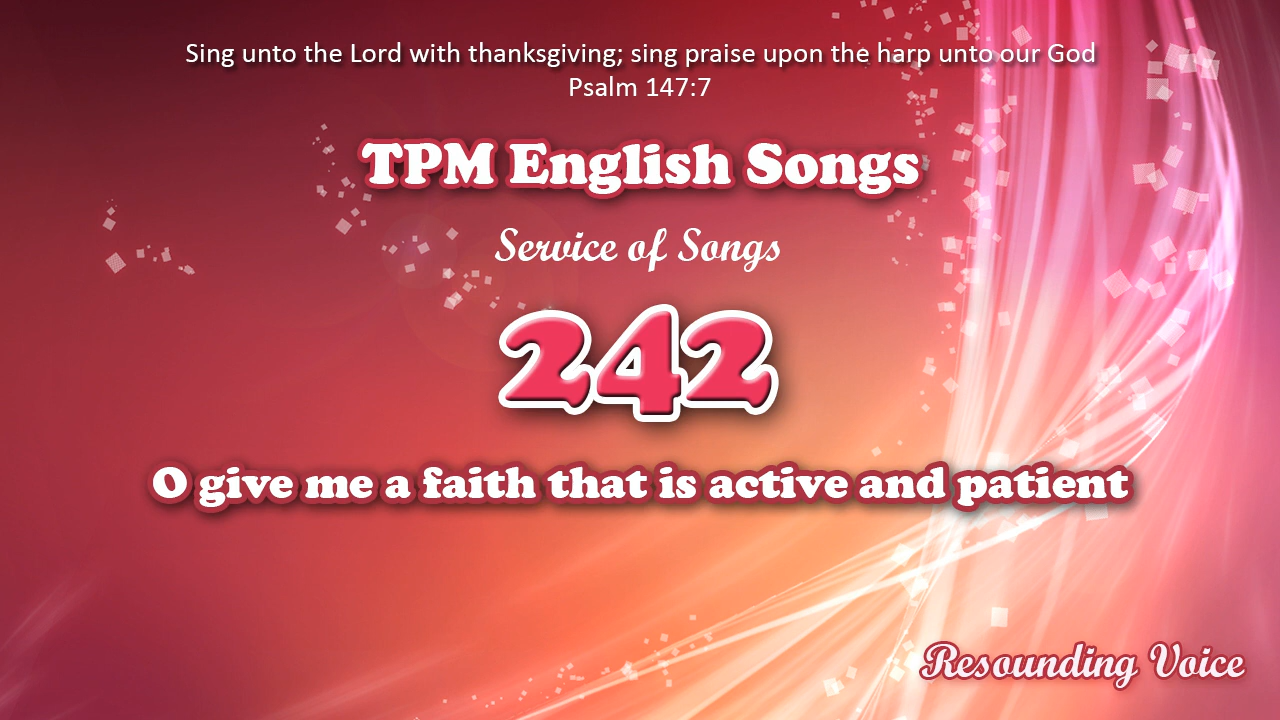 Sing unto the Lord with thanksgiving; sing praise upon the harp unto our God
Psalm 147:7
TPM English Songs
Service of Songs
242
O give me a faith that is active and patient
Resounding Voice